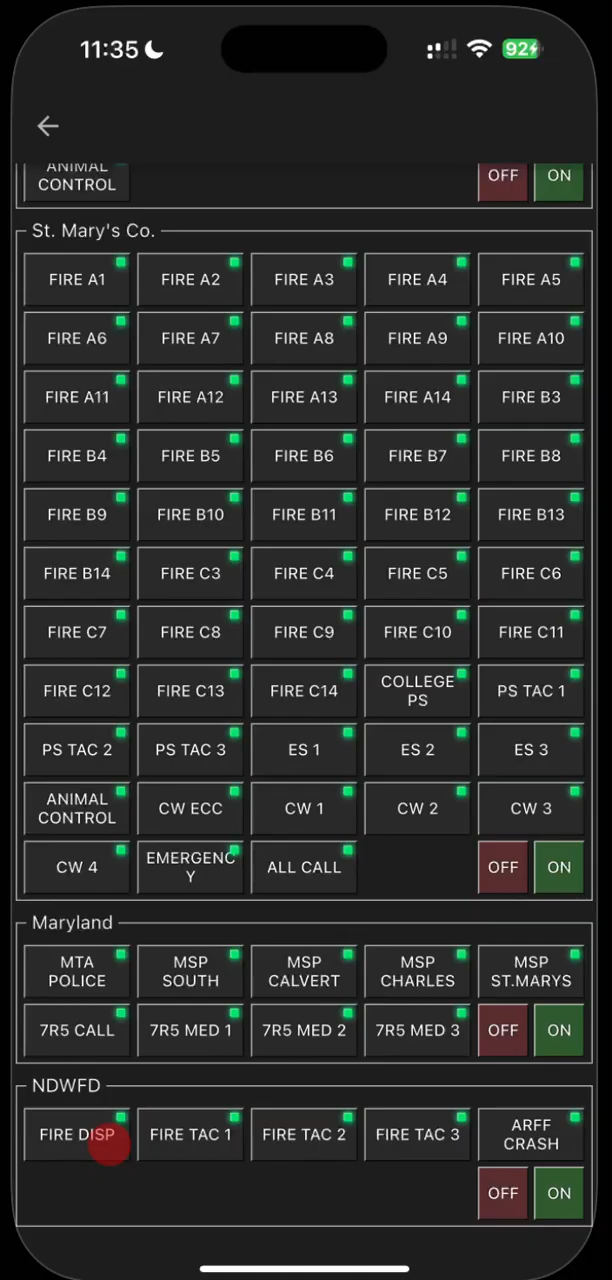 11:35
92
ANIMAL
CONTROL
OFF ON
St. Mary's Co.
FIRE A1 FIRE A2 FIRE A3 FIRE A4 FIRE A5
FIRE A6 FIRE A7 FIRE A8 FIRE A9 FIRE A10
FIRE A11 FIRE A12 FIRE A13 FIRE A14 FIRE B3
FIRE B4 FIRE B5 FIRE B6 FIRE B7 FIRE B8
FIRE B9 FIRE B10 FIRE B11 FIRE B12 FIRE B13
FIRE B14 FIRE C3 FIRE C4 FIRE C5 FIRE C6
FIRE C7 FIRE C8 FIRE C9 FIRE C10 FIRE C11
FIRE C12 FIRE C13 FIRE C14 COLLEGE
PS PS TAC 1
PS TAC 2 PS TAC 3 ES 1 ES 2 ES 3
ANIMAL
CONTROL CW ECC CW 1 CW 2 CW 3
CW 4 EMERGENC
Y ALL CALL OFF ON
Maryland
MTA
POLICE
MSP
SOUTH
MSP
CALVERT
MSP
CHARLES
MSP
ST.MARYS
7R5 CALL 7R5 MED 1 7R5 MED 2 7R5 MED 3 OFF ON
NDWFD
FIRE DISP FIRE TAC 1 FIRE TAC 2 FIRE TAC 3 ARFF
CRASH
OFF ON